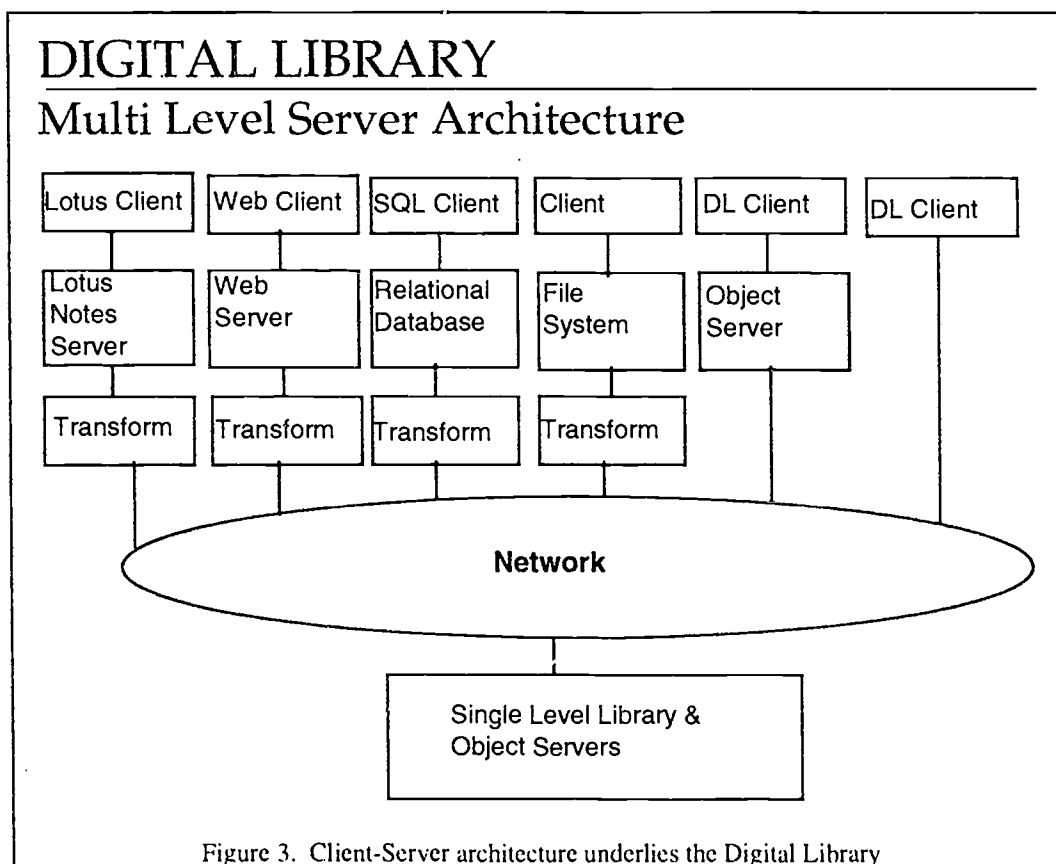 DIGITAL LIBRARY
Multi Level Server Architecture
Lotus Client
Web Client
SQL Client
Client
DL Client
DL Client
Lotus
Notes
Server
Web
Server
Relational
Database
File
System
Object
Server
Transform
Transform
Transform
Transform
Network
Single Level Library &
Object Servers
Figure 3. Client-Server architecture underlies the Digital Library